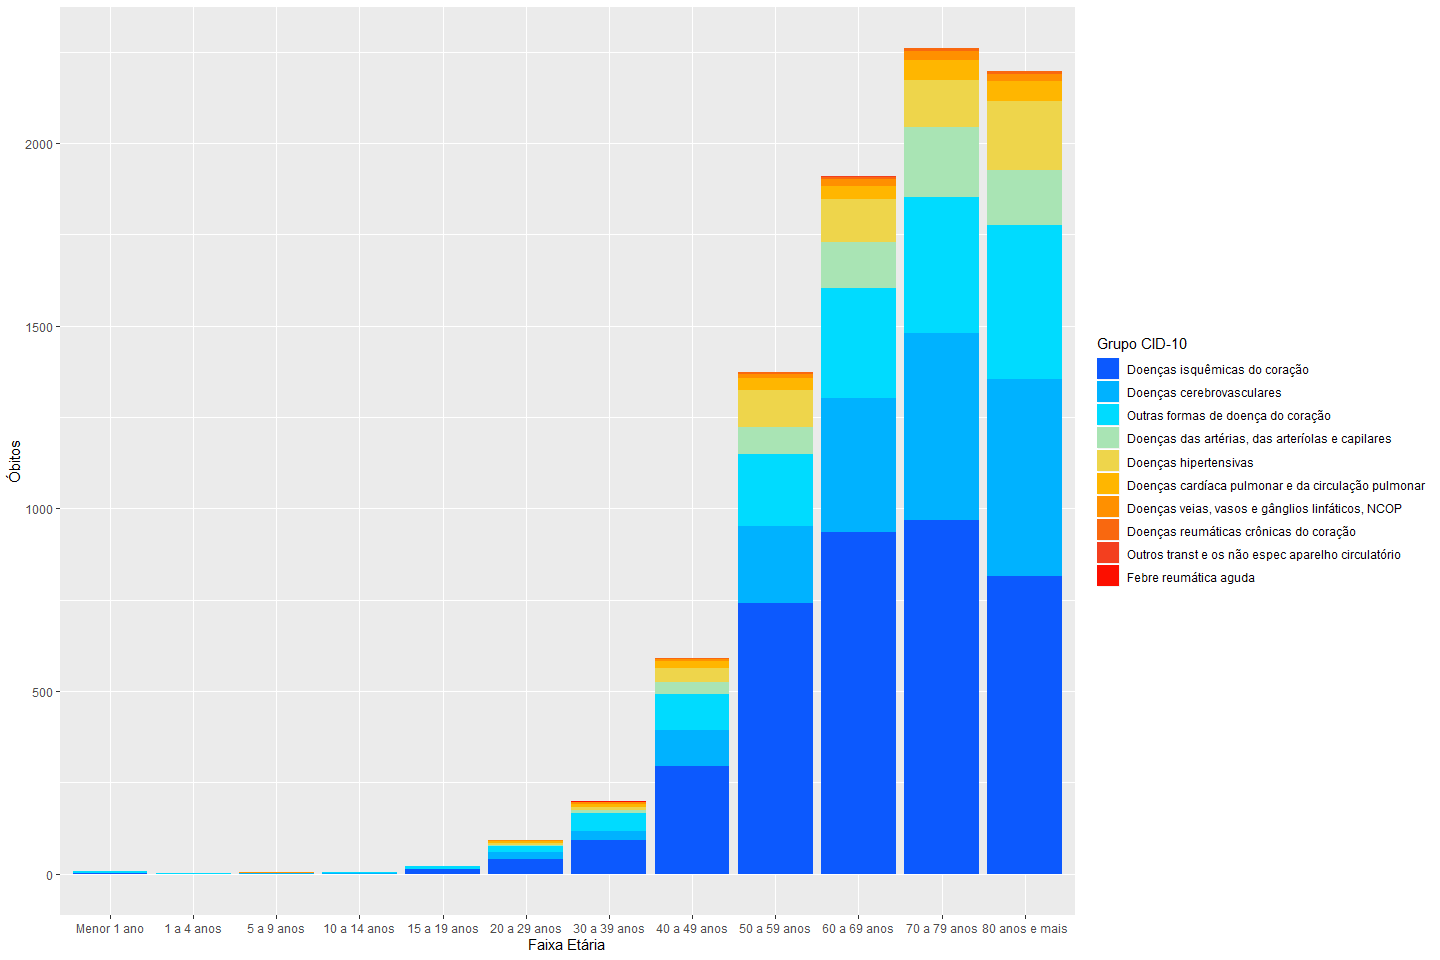 Óbitos
2000
1500
1000
500
0
Menor 1 ano
1 a 4 anos
5 a 9 anos
10 a 14 anos
15 a 19 anos
20 a 29 anos
30 a 39 anos
40 a 49 anos
50 a 59 anos
60 a 69 anos
70 a 79 anos
80 anos e mais
Faixa Etária
Grupo CID-10
Doenças isquêmicas do coração
Doenças cerebrovasculares
Outras formas de doença do coração
Doenças das artérias, das arteríolas e capilares
Doenças hipertensivas
Doenças cardíaca pulmonar e da circulação pulmonar
Doenças veias, vasos e gânglios linfáticos, NCOP
Doenças reumáticas crônicas do coração
Outros transt e os não espec aparelho circulatório
Febre reumática aguda